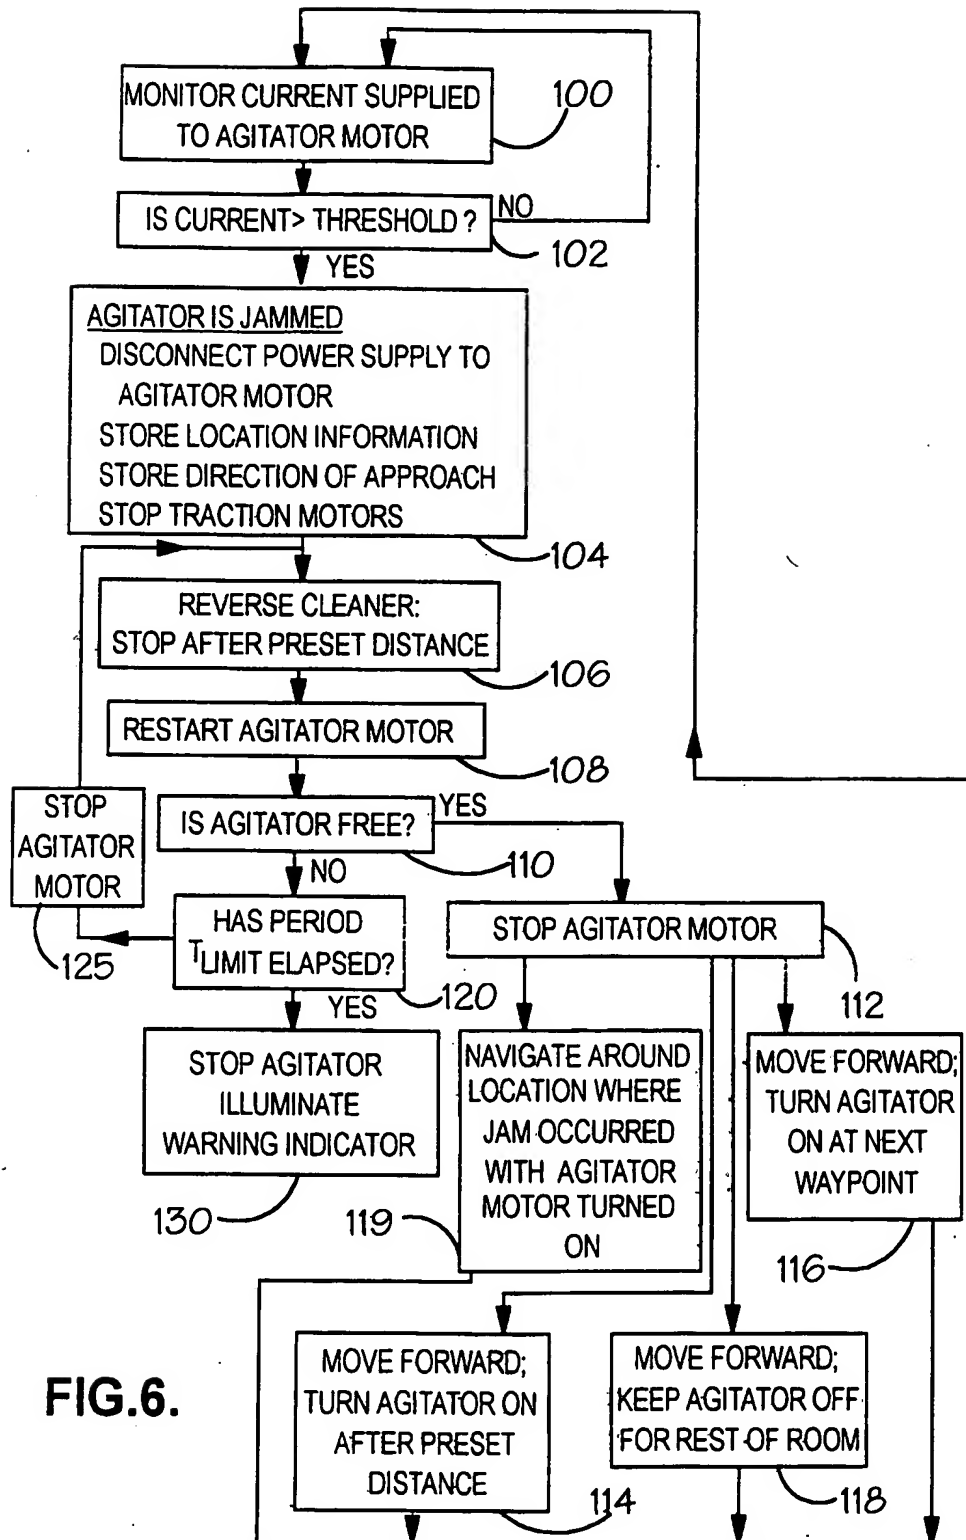 MONITOR CURRENT SUPPLIED
TO AGITATOR MOTOR
100
IS CURRENT> THRESHOLD?
NO
102
YES
AGITATOR IS JAMMED
DISCONNECT POWER SUPPLY TO
AGITATOR MOTOR
STORE LOCATION INFORMATION
STORE DIRECTION OF APPROACH
STOP TRACTION MOTORS
104
REVERSE CLEANER:
STOP AFTER PRESET DISTANCE
106
RESTART AGITATOR MOTOR
108
STOP
AGITATOR
MOTOR
125
IS AGITATOR FREE?
YES
110
NO
HAS PERIOD
TLIMIT ELAPSED?
120
YES
STOP AGITATOR MOTOR
112
STOP AGITATOR
ILLUMINATE
WARNING INDICATOR
130
NAVIGATE AROUND
LOCATION WHERE
JAM OCCURRED
WITH AGITATOR
MOTOR TURNED
ON
119
MOVE FORWARD;
TURN AGITATOR
ON AT NEXT
WAYPOINT
116
FIG.6.
MOVE FORWARD;
TURN AGITATOR ON
AFTER PRESET
DISTANCE
114
MOVE FORWARD;
KEEP AGITATOR OFF
FOR REST OF ROOM
118